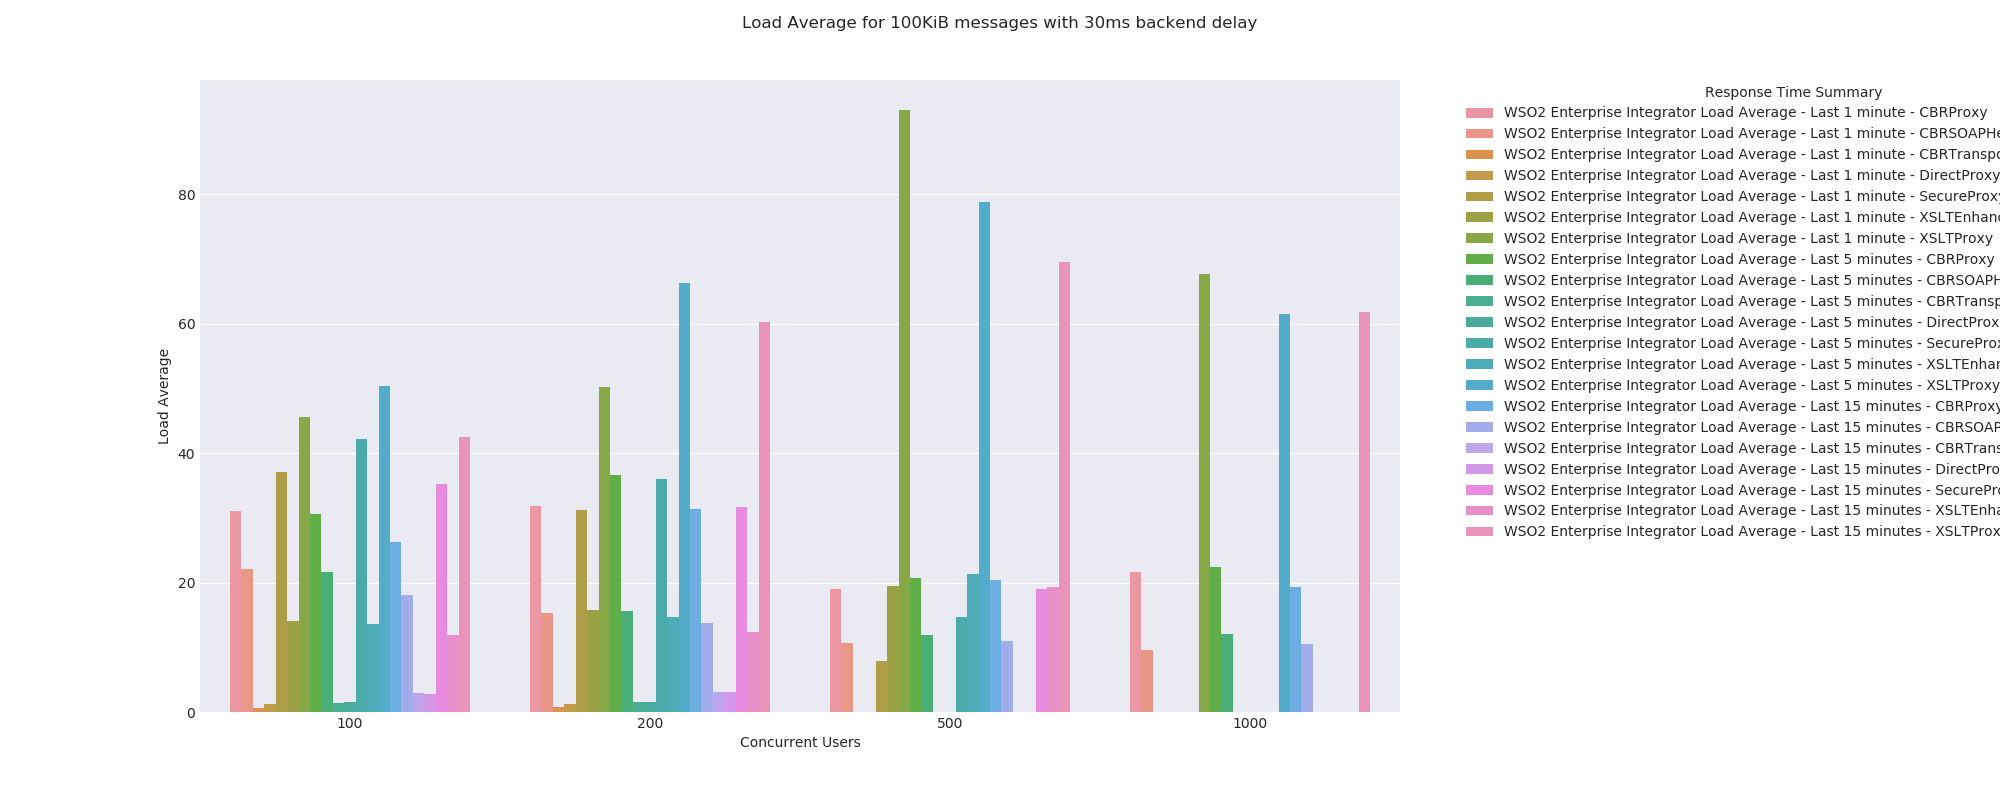 Load Average for 100KiB messages with 30ms backend delay
Response Time Summary
WSO2 Enterprise Integrator Load Average - Last 1 minute - CBRProxy
WSO2 Enterprise Integrator Load Average - Last 1 minute - CBRSOAPHe
WSO2 Enterprise Integrator Load Average - Last 1 minute - CBRTranspo
WSO2 Enterprise Integrator Load Average - Last 1 minute - DirectProxy
WSO2 Enterprise Integrator Load Average - Last 1 minute - SecureProxy
WSO2 Enterprise Integrator Load Average - Last 1 minute - XSLTEnhanc
WSO2 Enterprise Integrator Load Average - Last 1 minute - XSLTProxy
WSO2 Enterprise Integrator Load Average - Last 5 minutes - CBRProxy
WSO2 Enterprise Integrator Load Average - Last 5 minutes - CBRSOAPH
WSO2 Enterprise Integrator Load Average - Last 5 minutes - CBRTransp
WSO2 Enterprise Integrator Load Average - Last 5 minutes - DirectProx
WSO2 Enterprise Integrator Load Average - Last 5 minutes - SecureProx
WSO2 Enterprise Integrator Load Average - Last 5 minutes - XSLTEnhan
WSO2 Enterprise Integrator Load Average - Last 5 minutes - XSLTProxy
WSO2 Enterprise Integrator Load Average - Last 15 minutes - CBRProxy
WSO2 Enterprise Integrator Load Average - Last 15 minutes - CBRSOAP
WSO2 Enterprise Integrator Load Average - Last 15 minutes - CBRTrans
WSO2 Enterprise Integrator Load Average - Last 15 minutes - DirectPro
WSO2 Enterprise Integrator Load Average - Last 15 minutes - SecurePro
WSO2 Enterprise Integrator Load Average - Last 15 minutes - XSLTEnha
WSO2 Enterprise Integrator Load Average - Last 15 minutes - XSLTProx
Load Average
80
60
40
20
0
100 200 500 1000
Concurrent Users